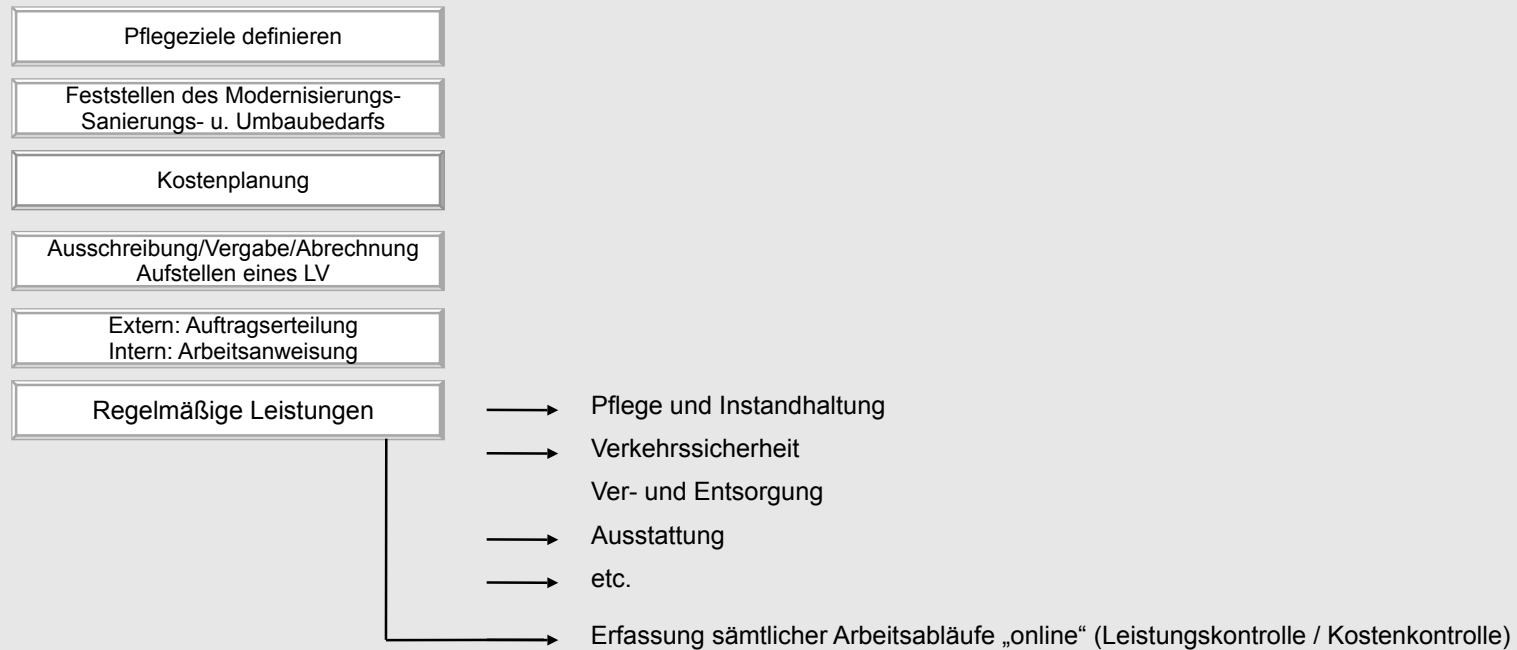 Pflegeziele definieren
Feststellen des Modernisierungs-
Sanierungs- u. Umbaubedarfs
Kostenplanung
Ausschreibung/Vergabe/Abrechnung
Aufstellen eines LV
Extern: Auftragserteilung
Intern: Arbeitsanweisung
Regelmäßige Leistungen
Pflege und Instandhaltung
Verkehrssicherheit
Ver- und Entsorgung
Ausstattung
etc.
Erfassung sämtlicher Arbeitsabläufe „online“ (Leistungskontrolle / Kostenkontrolle)